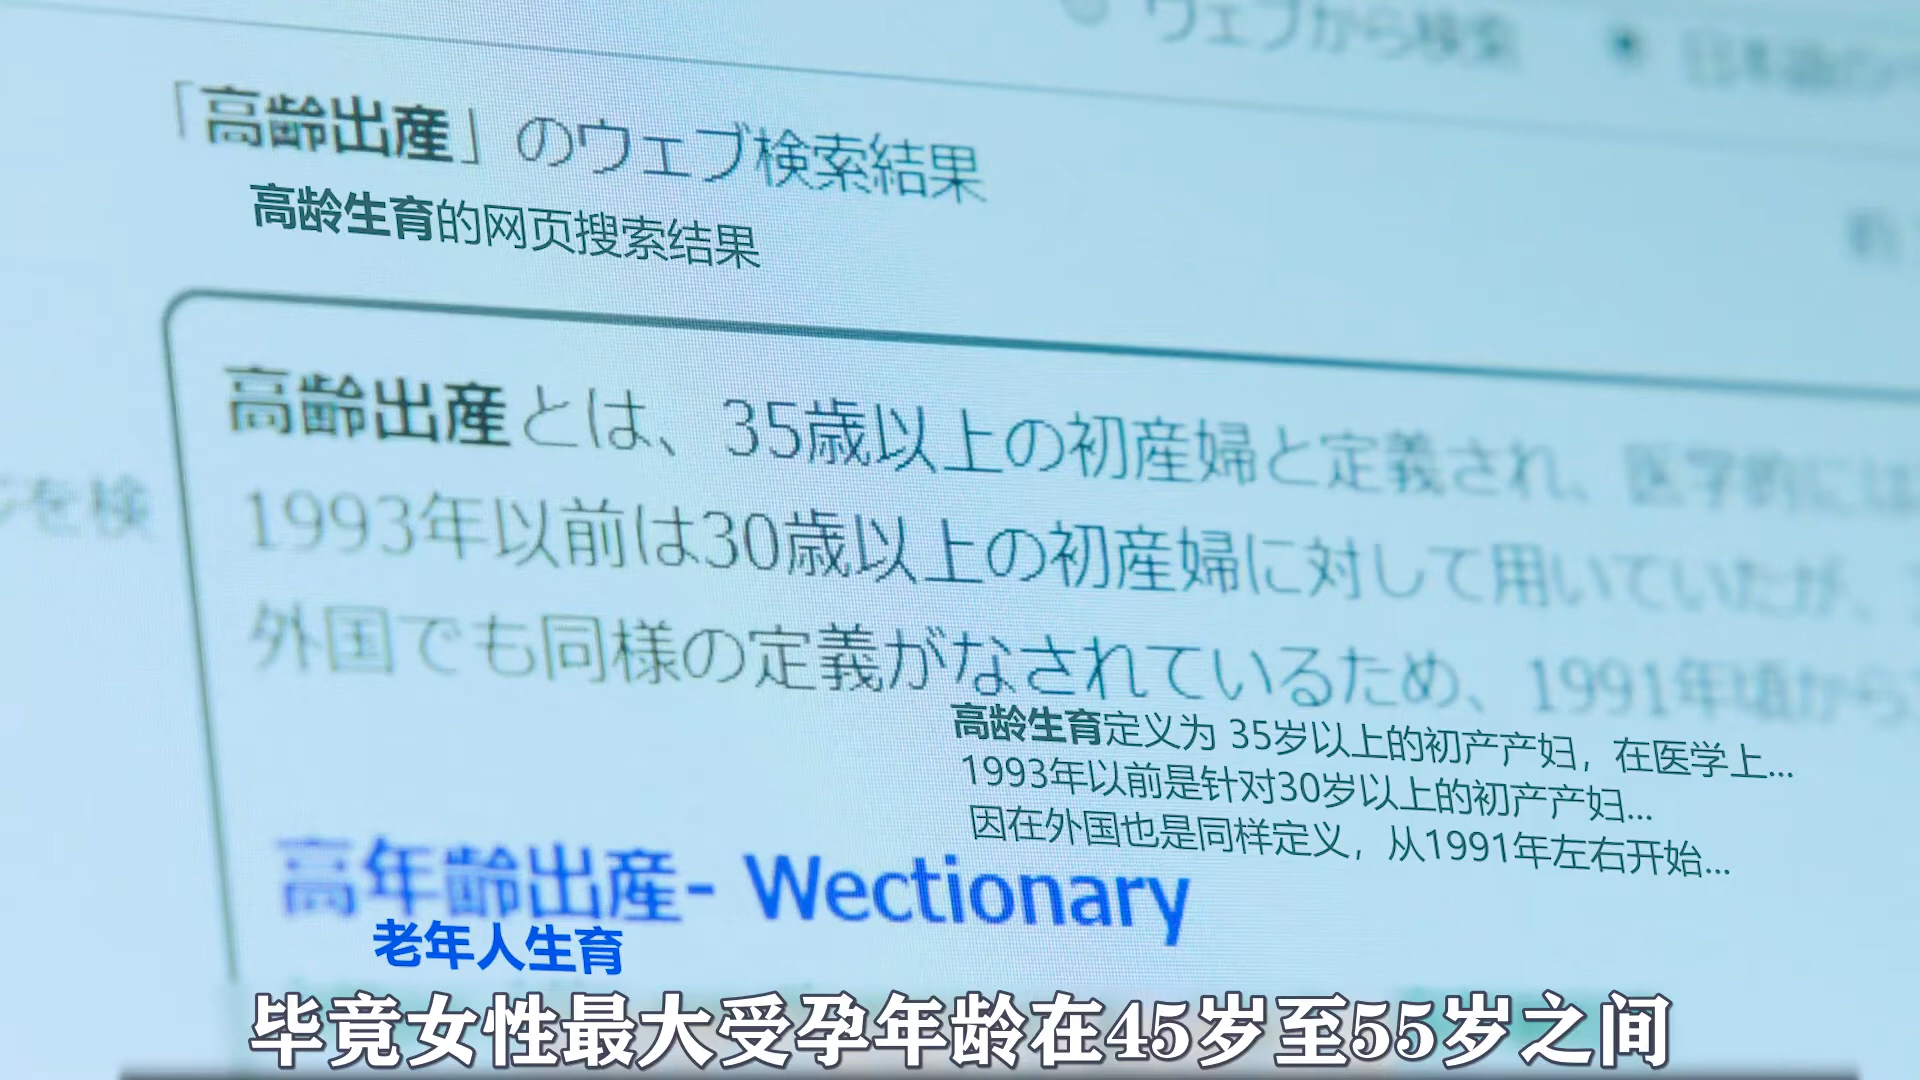 ウェブから検索
「高齢出産」のウェブ検索結果
高龄生育的网页搜索结果
高齢出産とは、35歳以上の初産婦と定義され、医学的には
を検
1993年以前は30歳以上の初産婦に対して用いていたが、
外国でも同様の定義がなされているため、1991年頃から
高龄生育定义为 35岁以上的初产产妇，在医学上...
1993年以前是针对30岁以上的初产产妇...
因在外国也是同样定义，从1991年左右开始...
高年齢出産- Wectionary
老年人生育
毕竟女性最大受孕年龄在45岁至55岁之间